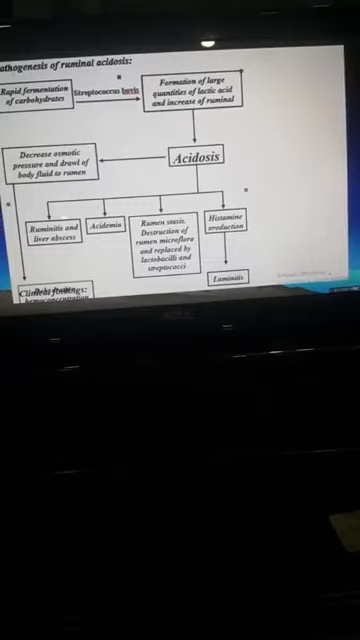 athogenesis of ruminal acidosis:
Rapid fermentation
of carbohydrates
Streptococcus bovis
Formation of large
quantities of lactic acid
and increase of ruminal
Decrease osmotic
pressure and drawl of
body fluid to rumen
Acidosis
Ruminitis and
liver abscess
Acidemia
Rumen stasis.
Destruction of
rumen microflora
and replaced by
lactobacilli and
streptococci
Histamine
production
Laminitis
Clinical findings:
hemoconcentration